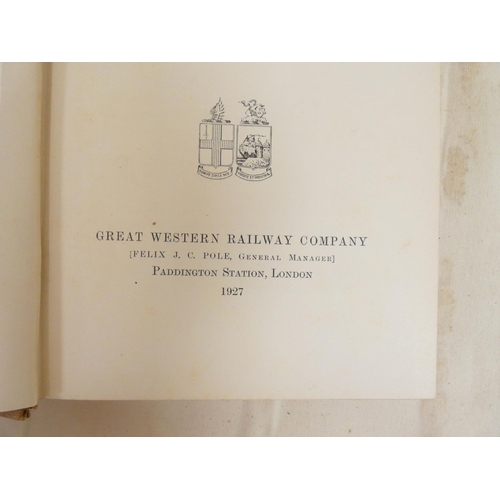 GREAT WESTERN RAILWAY COMPANY
[FELIX J. C. POLE, GENERAL MANAGER]
PADDINGTON STATION, LONDON
1927